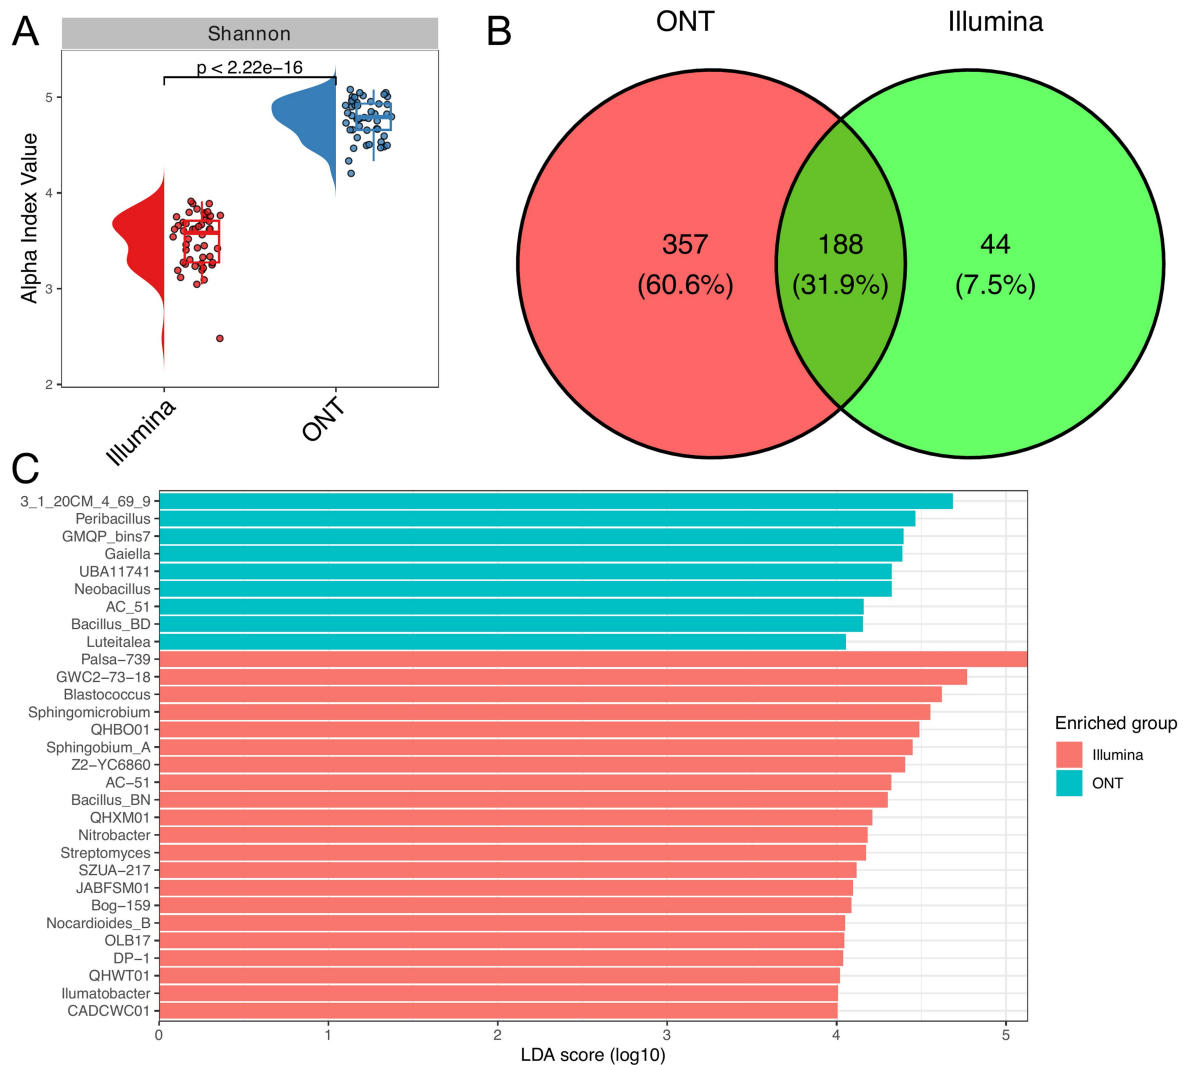 A
Shannon
p < 2.22e−16
5
4
3
2
Alpha Index Value
Illumina
ONT
B
ONT
Illumina
357
(60.6%)
188
(31.9%)
44
(7.5%)
C
3_1_20CM_4_69_9
Peribacillus
GMQP_bins7
Gaiella
UBA11741
Neobacillus
AC_51
Bacillus_BD
Luteitalea
Palsa−739
GWC2−73−18
Blastococcus
Sphingomicrobium
QHBO01
Sphingobium_A
Z2−YC6860
AC−51
Bacillus_BN
QHXM01
Nitrobacter
Streptomyces
SZUA−217
JABFSM01
Bog−159
Nocardioides_B
OLB17
DP−1
QHWT01
Ilumatobacter
CADCWC01
0 1 2 3 4 5
LDA score (log10)
Enriched group
Illumina
ONT